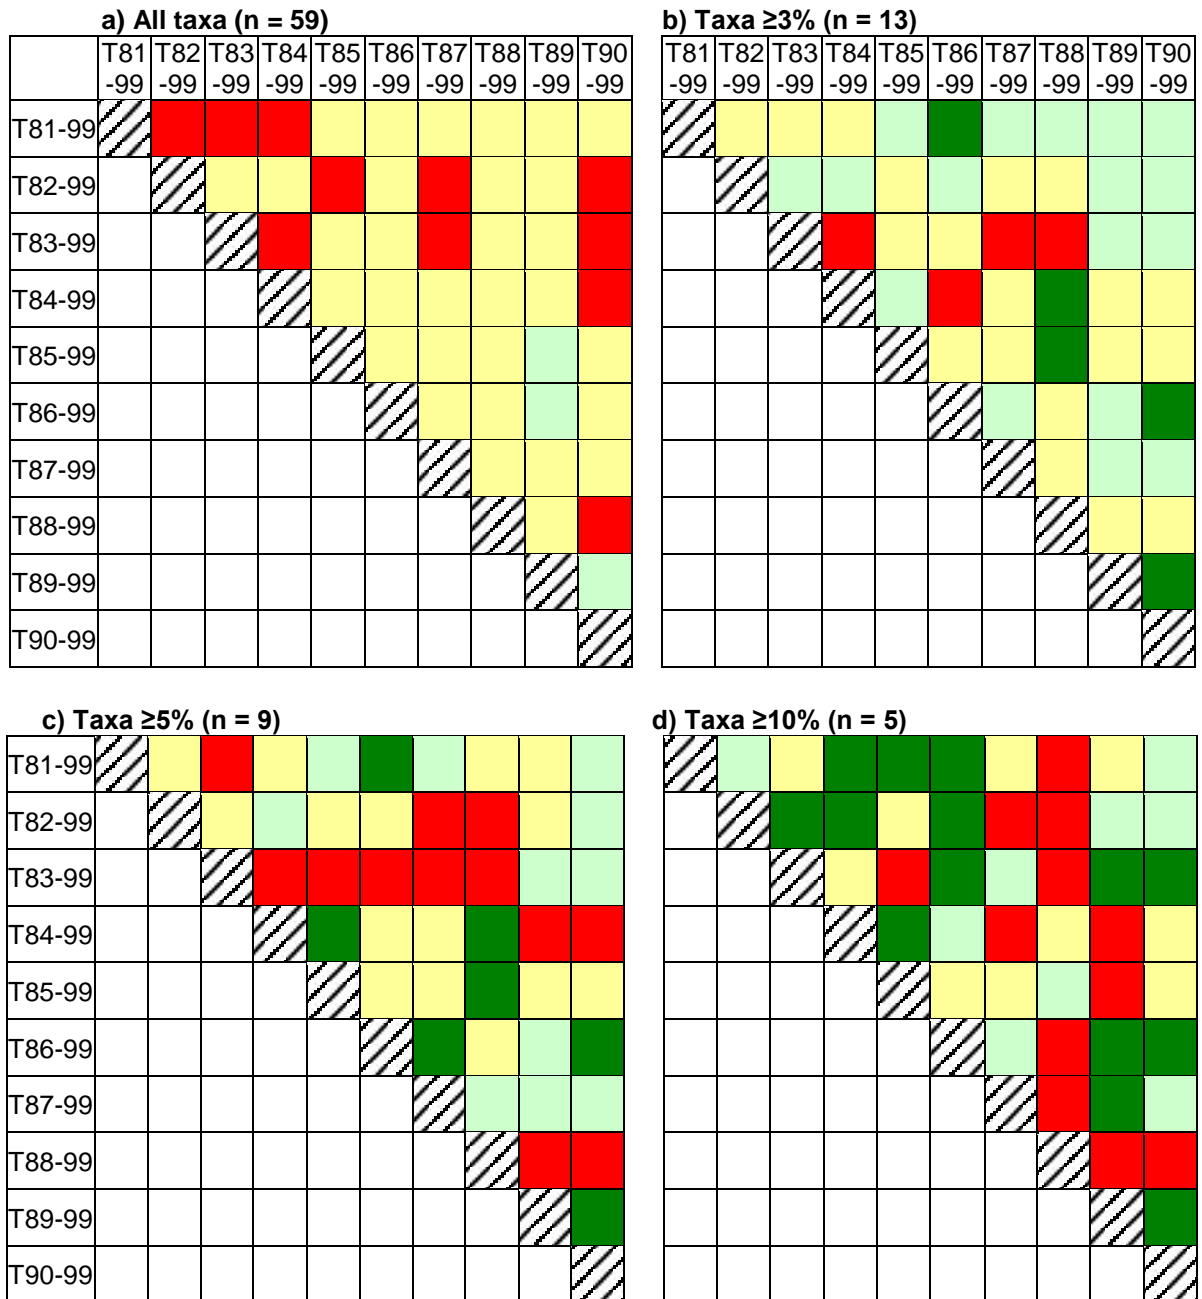 a) All taxa (n = 59)
b) Taxa ≥3% (n = 13)
T81 T82 T83 T84 T85 T86 T87 T88 T89 T90
-99 -99 -99 -99 -99 -99 -99 -99 -99 -99
T81 T82 T83 T84 T85 T86 T87 T88 T89 T90
-99 -99 -99 -99 -99 -99 -99 -99 -99 -99
T81-99
T82-99
T83-99
T84-99
T85-99
T86-99
T87-99
T88-99
T89-99
T90-99
c) Taxa ≥5% (n = 9)
d) Taxa ≥10% (n = 5)
T81-99
T82-99
T83-99
T84-99
T85-99
T86-99
T87-99
T88-99
T89-99
T90-99